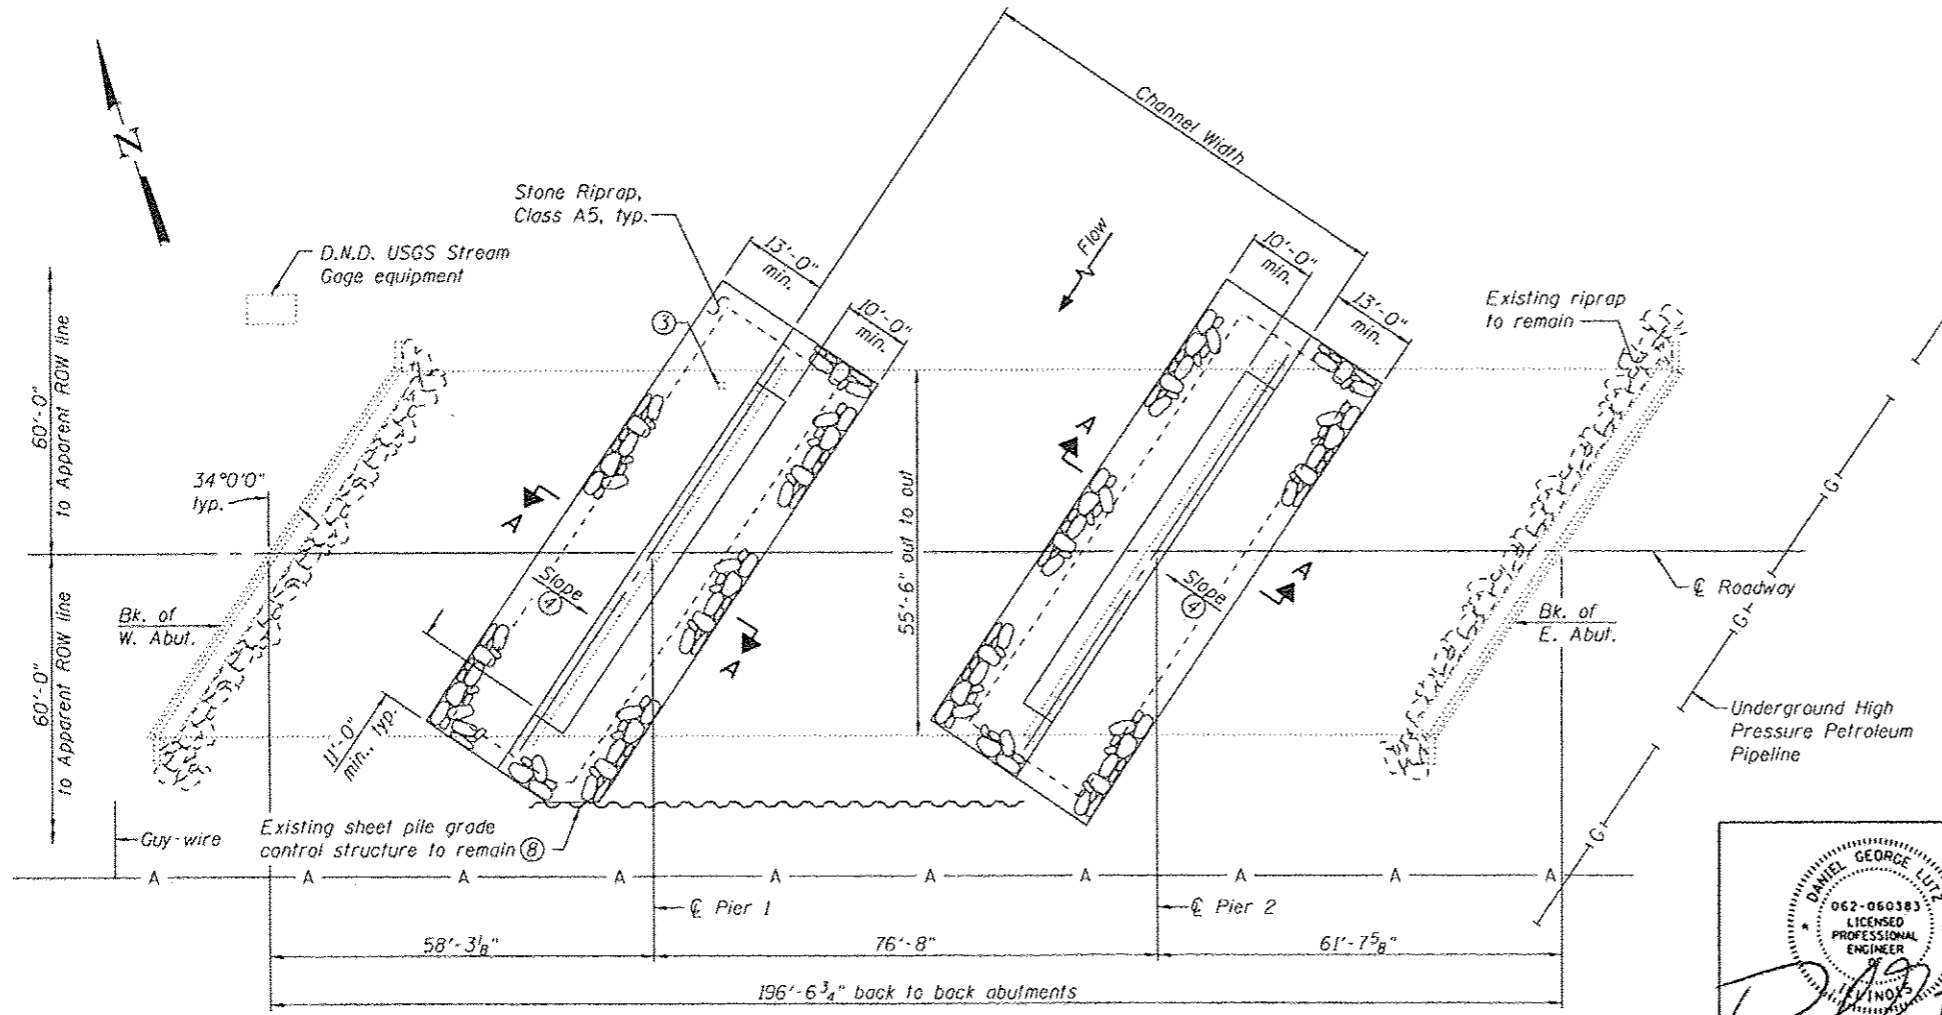 N
Stone Riprap,
Class A5, typ.
D.N.D. USGS Stream
Gage equipment
Channel Width
Flow
13'-0"
min.
10'-0"
min.
10'-0"
min.
13'-0"
min.
Existing riprap
to remain
3
60'-0"
to Apparent ROW line
34°0'0"
typ.
A
A
55'-6" out to out
A
A
Slope
4
Slope
4
℄ Roadway
Bk. of
W. Abut.
Bk. of
E. Abut.
60'-0"
to Apparent ROW line
11'-0"
min., typ.
G
G
G
Underground High
Pressure Petroleum
Pipeline
Guy-wire
Existing sheet pile grade
control structure to remain 8
A A A A A A A A A A
℄ Pier 1
℄ Pier 2
58'-3⅛"
76'-8"
61'-7⅝"
196'-6¾" back to back abutments
DANIEL GEORGE LUTZ
062-060383
LICENSED
PROFESSIONAL
ENGINEER
OF
ILLINOIS